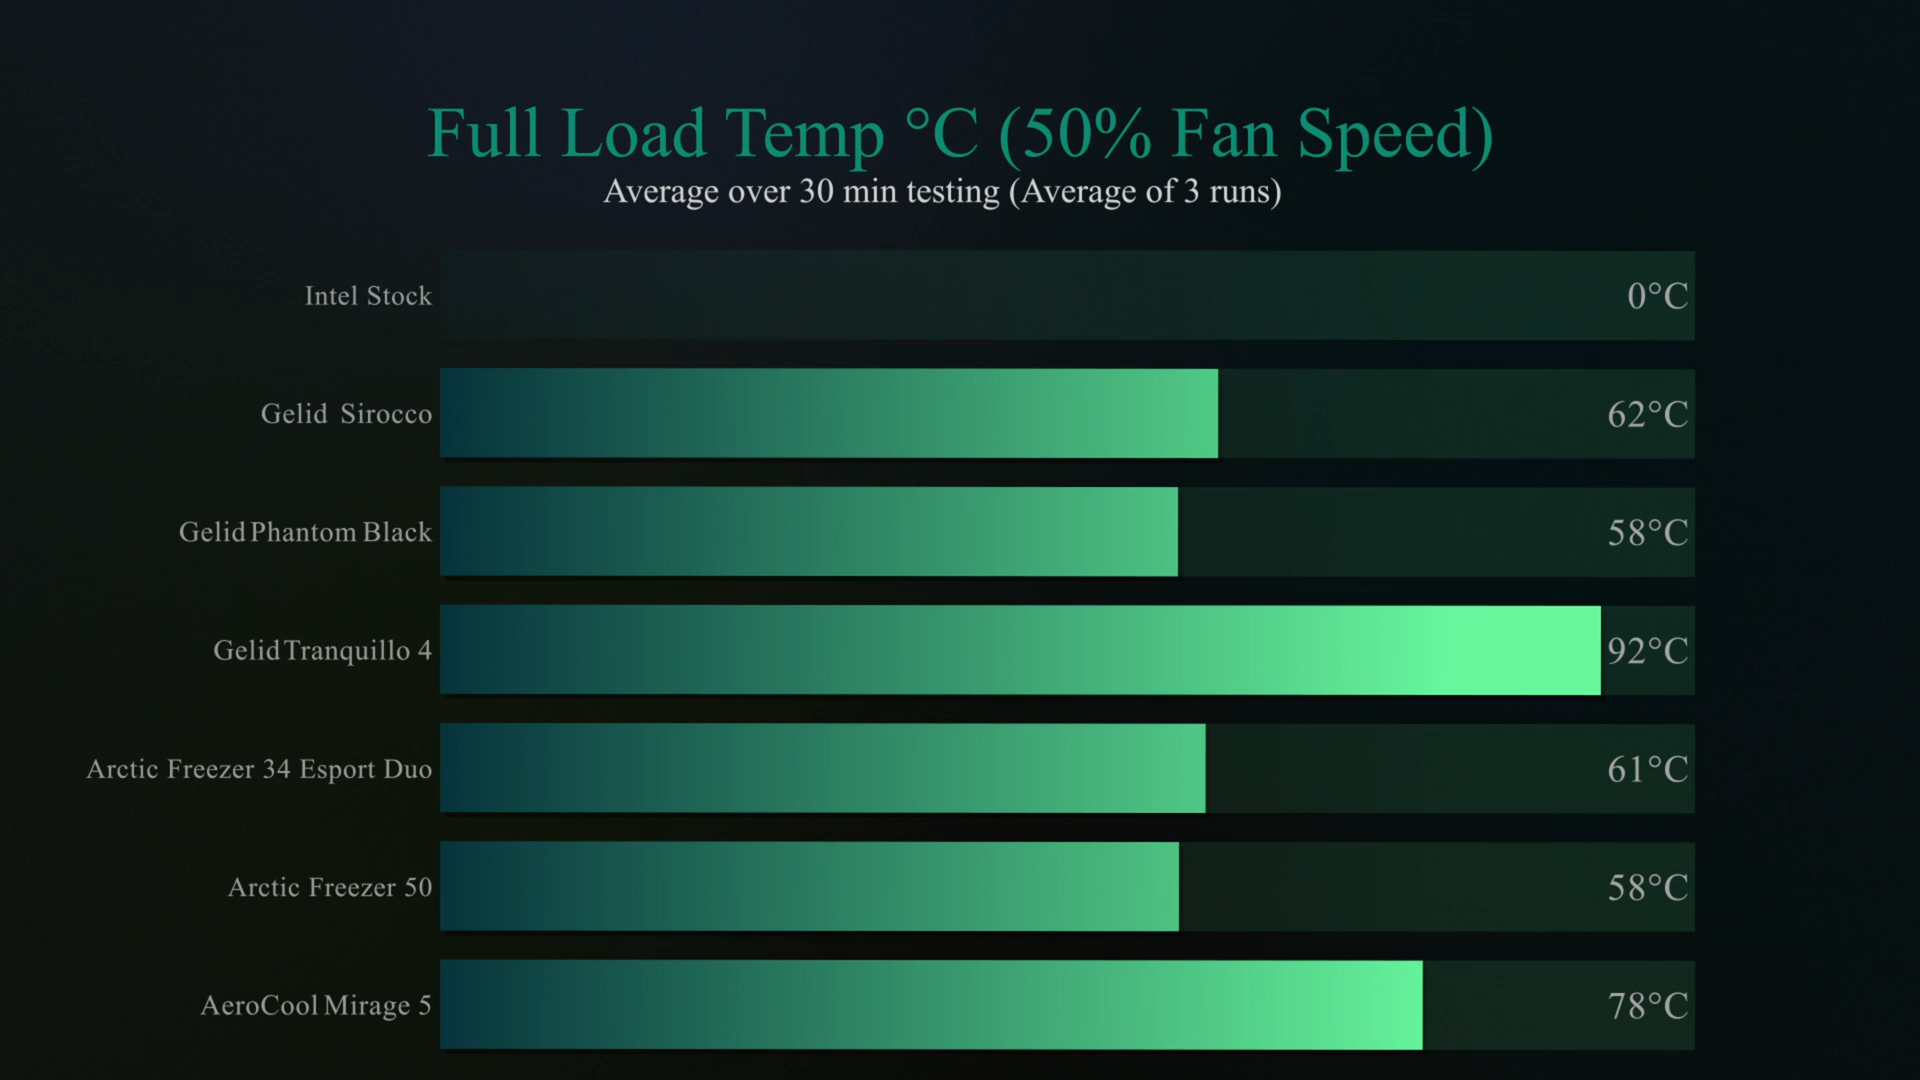 Full Load Temp °C (50% Fan Speed)
Average over 30 min testing (Average of 3 runs)
Intel Stock 0°C
Gelid Sirocco 62°C
Gelid Phantom Black 58°C
Gelid Tranquillo 4 92°C
Arctic Freezer 34 Esport Duo 61°C
Arctic Freezer 50 58°C
AeroCool Mirage 5 78°C